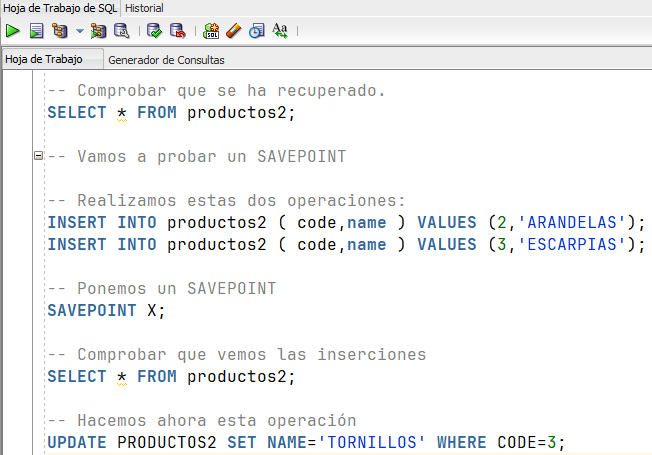 Hoja de Trabajo de SQL Historial
Hoja de Trabajo Generador de Consultas
-- Comprobar que se ha recuperado.
SELECT * FROM productos2;
-- Vamos a probar un SAVEPOINT
-- Realizamos estas dos operaciones:
INSERT INTO productos2 ( code,name ) VALUES (2,'ARANDELAS');
INSERT INTO productos2 ( code,name ) VALUES (3,'ESCARPIAS');
-- Ponemos un SAVEPOINT
SAVEPOINT X;
-- Comprobar que vemos las inserciones
SELECT * FROM productos2;
-- Hacemos ahora esta operación
UPDATE PRODUCTOS2 SET NAME='TORNILLOS' WHERE CODE=3;